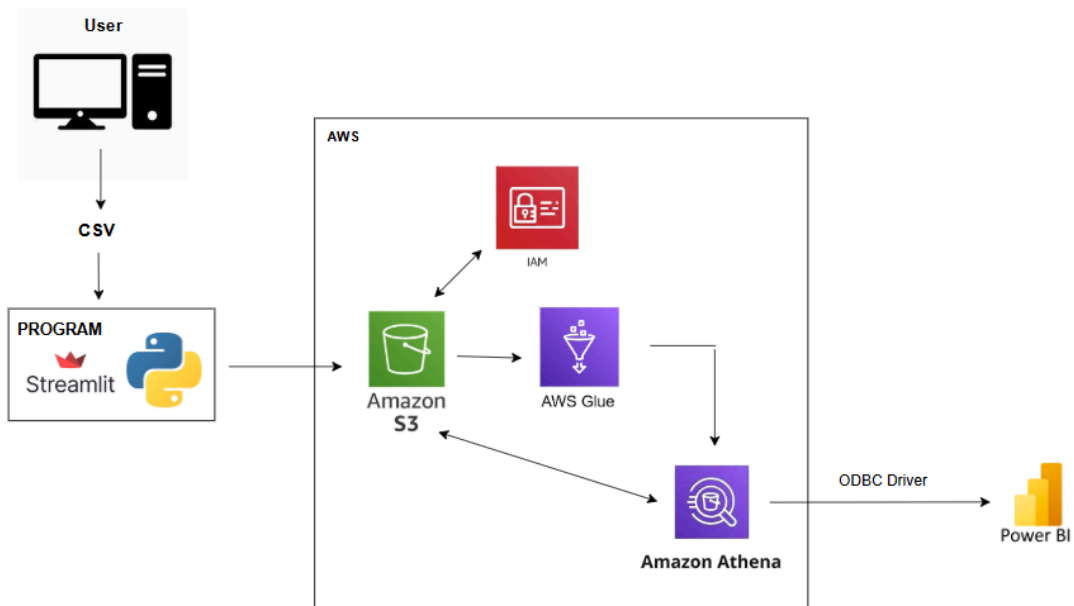 User
CSV
PROGRAM
Streamlit
AWS
IAM
Amazon
S3
AWS Glue
Amazon Athena
ODBC Driver
Power BI